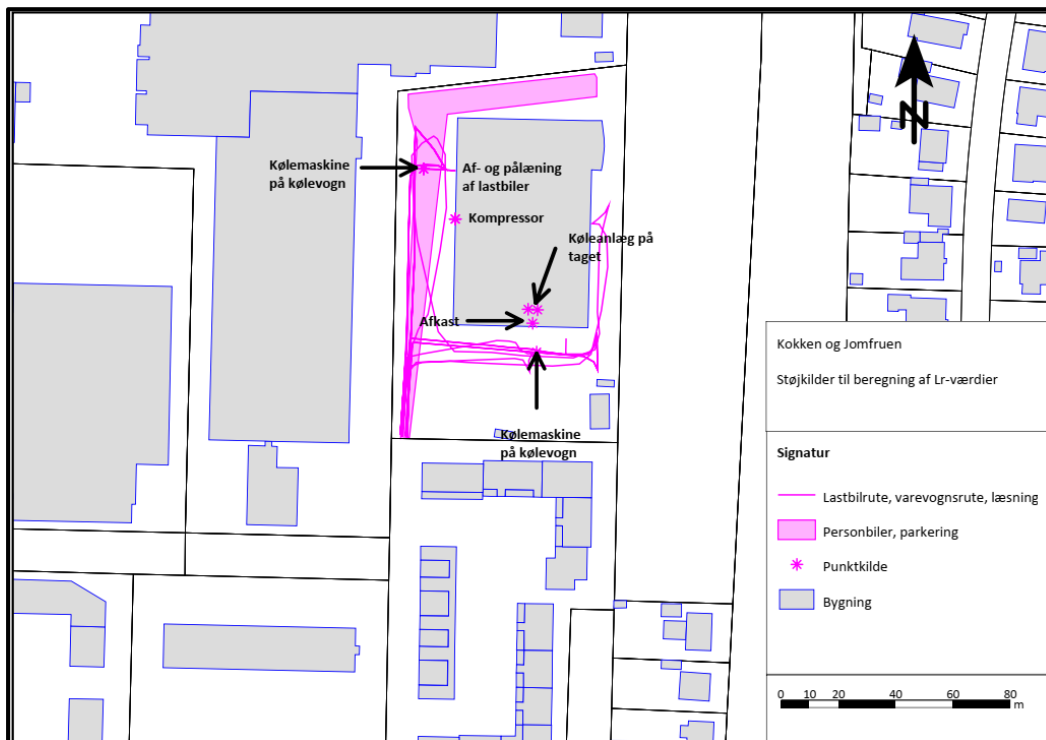 N
Kølemaskine
på kølevogn
Af- og pålæning
af lastbiler
Kompressor
Køleanlæg på
taget
Afkast
Kølemaskine
på kølevogn
Kokken og Jomfruen
Støjkilder til beregning af Lr-værdier
Signatur
Lastbilrute, varevognsrute, læsning
Personbiler, parkering
Punktkilde
Bygning
0 10 20 40 60 80
m